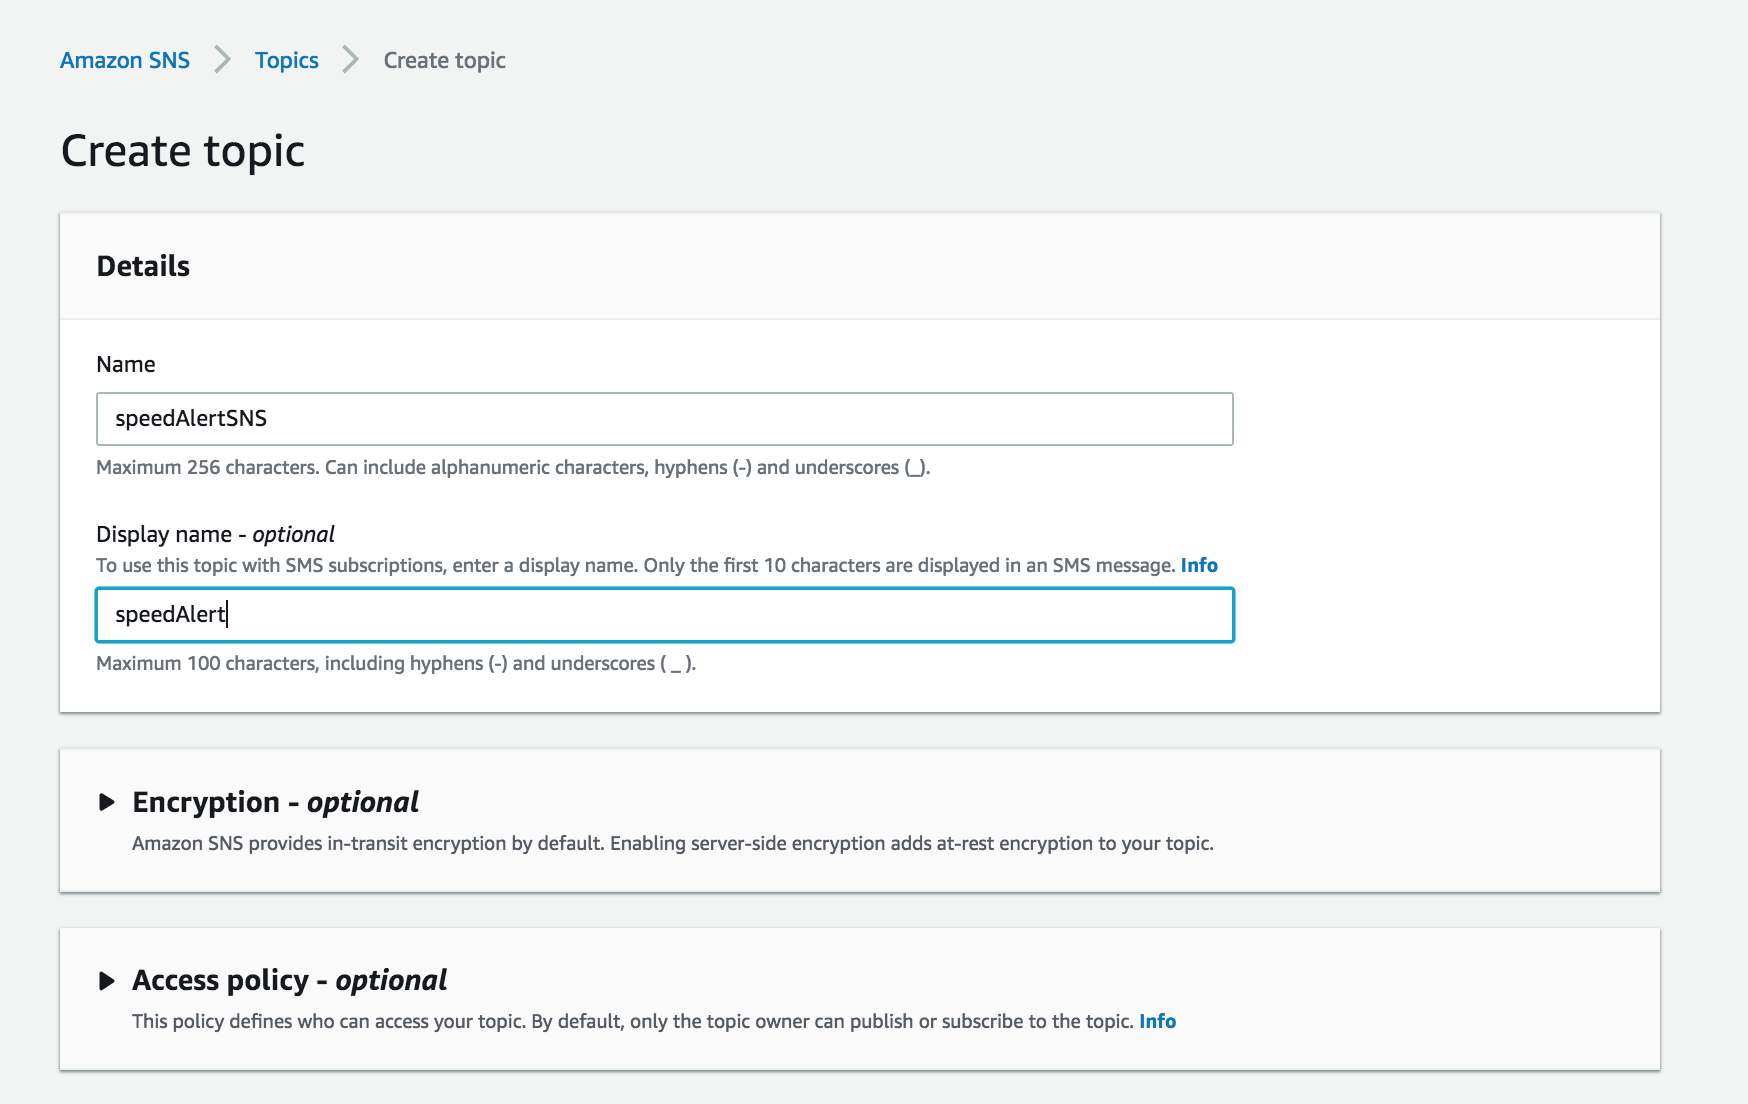 Amazon SNS > Topics > Create topic
Create topic
Details
Name
speedAlertSNS
Maximum 256 characters. Can include alphanumeric characters, hyphens (-) and underscores (_).
Display name - optional
To use this topic with SMS subscriptions, enter a display name. Only the first 10 characters are displayed in an SMS message. Info
speedAlert
Maximum 100 characters, including hyphens (-) and underscores ( _ ).
Encryption - optional
Amazon SNS provides in-transit encryption by default. Enabling server-side encryption adds at-rest encryption to your topic.
Access policy - optional
This policy defines who can access your topic. By default, only the topic owner can publish or subscribe to the topic. Info